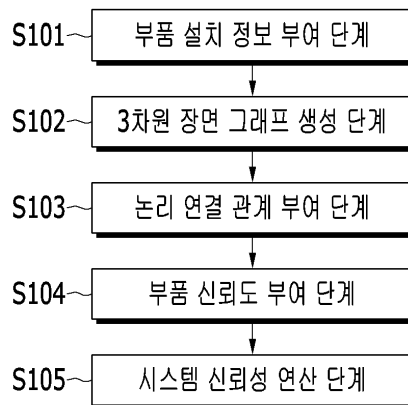 S101 부품 설치 정보 부여 단계
S102 3차원 장면 그래프 생성 단계
S103 논리 연결 관계 부여 단계
S104 부품 신뢰도 부여 단계
S105 시스템 신뢰성 연산 단계